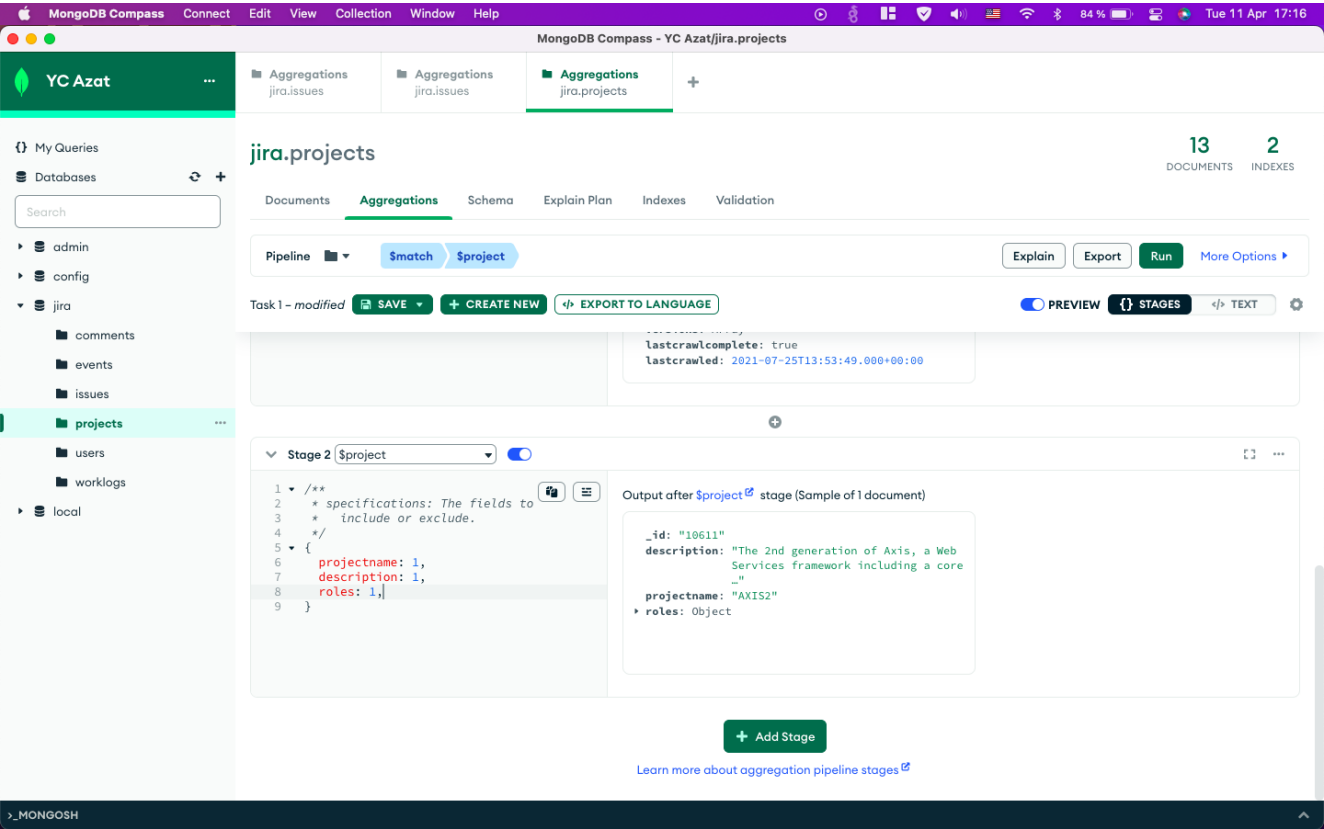 MongoDB Compass Connect Edit View Collection Window Help 84 % Tue 11 Apr 17:16
MongoDB Compass - YC Azat/jira.projects
YC Azat
Aggregations
jira.issues
Aggregations
jira.issues
Aggregations
jira.projects
{} My Queries
Databases
Search
admin
config
jira
comments
events
issues
projects
users
worklogs
local
jira.projects
13
DOCUMENTS
2
INDEXES
Documents Aggregations Schema Explain Plan Indexes Validation
Pipeline $match $project Explain Export Run More Options
Task 1 – modified SAVE + CREATE NEW </> EXPORT TO LANGUAGE PREVIEW {} STAGES </> TEXT
lastcrawlcomplete: true
lastcrawled: 2021-07-25T13:53:49.000+00:00
Stage 2 $project
1 /**
2 * specifications: The fields to
3 * include or exclude.
4 */
5 {
6 projectname: 1,
7 description: 1,
8 roles: 1,
9 }
Output after $project stage (Sample of 1 document)
_id: "10611"
description: "The 2nd generation of Axis, a Web
Services framework including a core
…"
projectname: "AXIS2"
roles: Object
+ Add Stage
Learn more about aggregation pipeline stages
>_MONGOSH